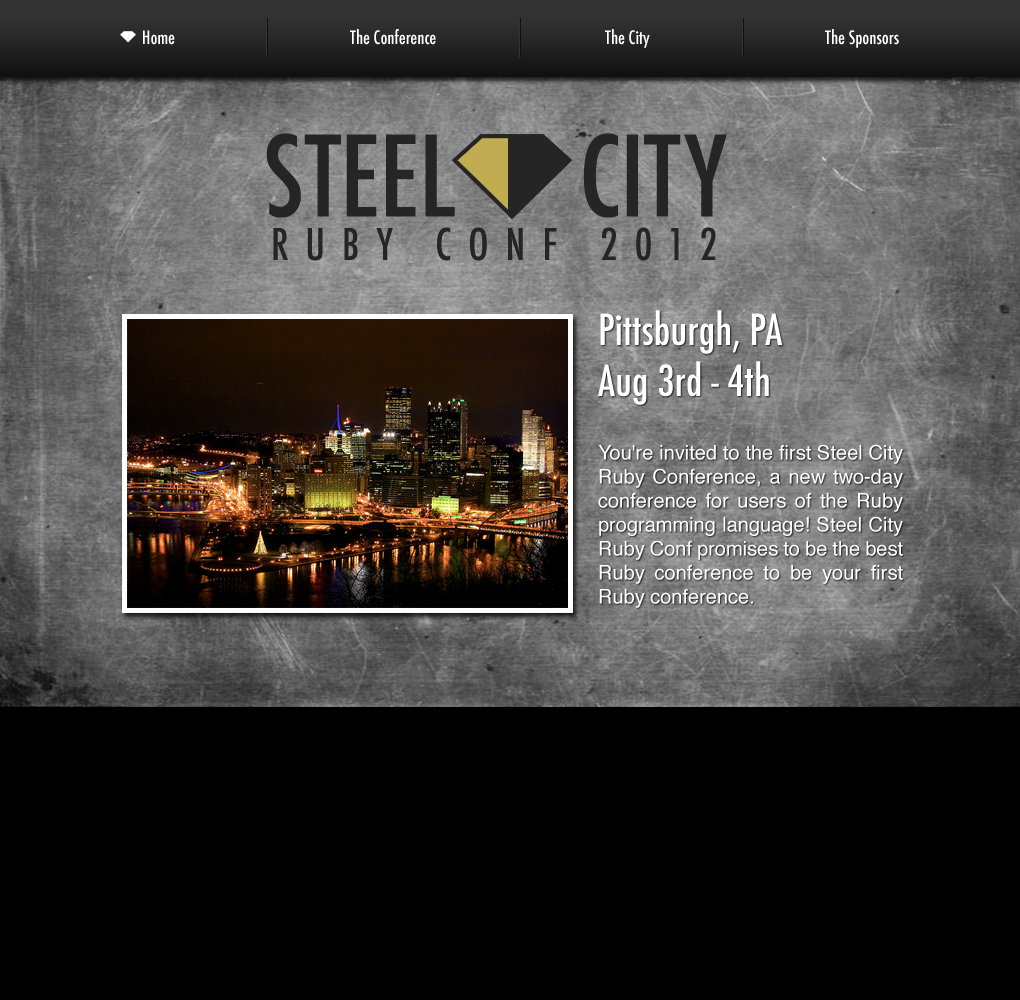 Home
The Conference
The City
The Sponsors
STEEL CITY
RUBY CONF 2012
Pittsburgh, PA
Aug 3rd - 4th
You're invited to the first Steel City
Ruby Conference, a new two-day
conference for users of the Ruby
programming language! Steel City
Ruby Conf promises to be the best
Ruby conference to be your first
Ruby conference.